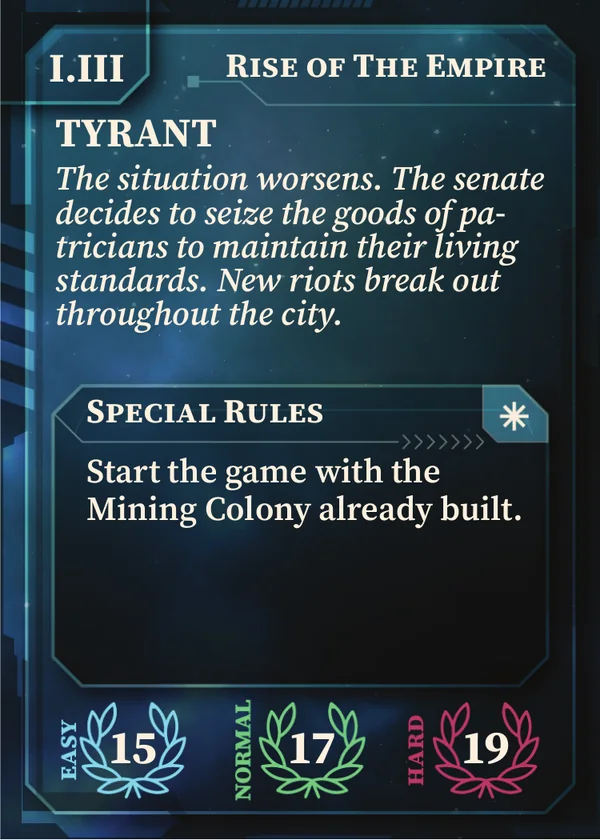 I.III
Rise of The Empire
TYRANT
The situation worsens. The senate
decides to seize the goods of pa-
tricians to maintain their living
standards. New riots break out
throughout the city.
Special Rules
Start the game with the
Mining Colony already built.
EASY 15 NORMAL 17 HARD 19